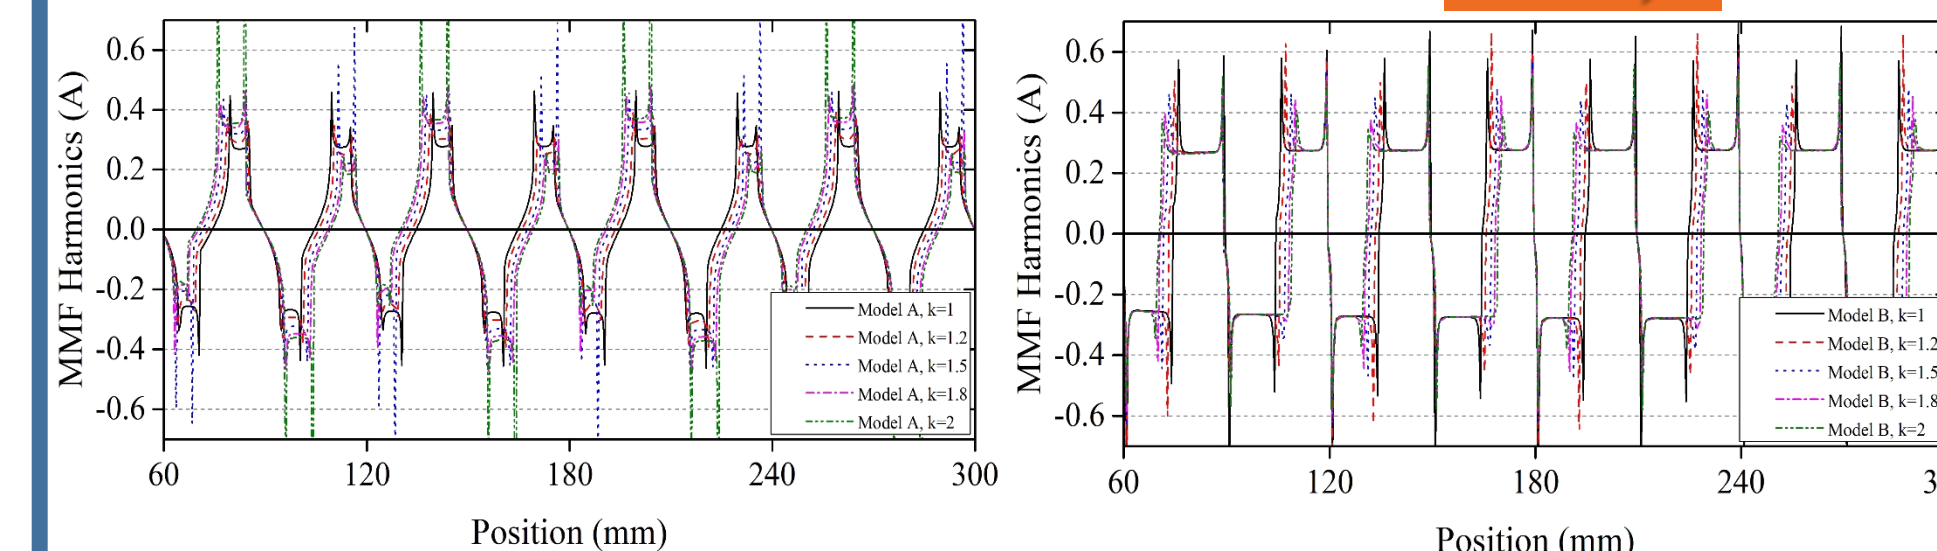 MMF Harmonics (A)
0.6
0.4
0.2
0.0
-0.2
-0.4
-0.6
Model A, k=1
Model A, k=1.2
Model A, k=1.5
Model A, k=1.8
Model A, k=2
60 120 180 240 300
Position (mm)
MMF Harmonics (A)
0.6
0.4
0.2
0.0
-0.2
-0.4
-0.6
Model B, k=1
Model B, k=1.2
Model B, k=1.5
Model B, k=1.8
Model B, k=2
60 120 180 240 3
Position (mm)